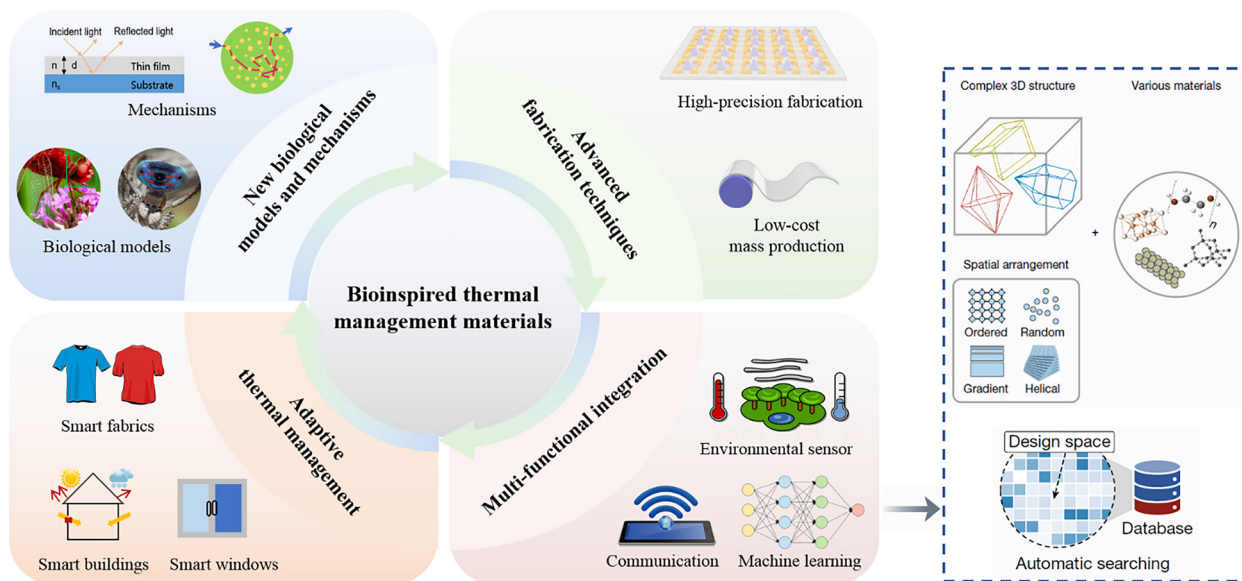 Incident light
Reflected light
n
d
Thin film
n₀
Substrate
Mechanisms
Biological models
New biological
models and mechanisms
High-precision fabrication
Low-cost
mass production
Advanced
fabrication techniques
Bioinspired thermal
management materials
Smart fabrics
Smart buildings
Smart windows
Adaptive
thermal management
Multi-functional integration
Environmental sensor
Communication
Machine learning
Complex 3D structure
Various materials
+
n
Spatial arrangement
Ordered
Random
Gradient
Helical
Design space
Database
Automatic searching